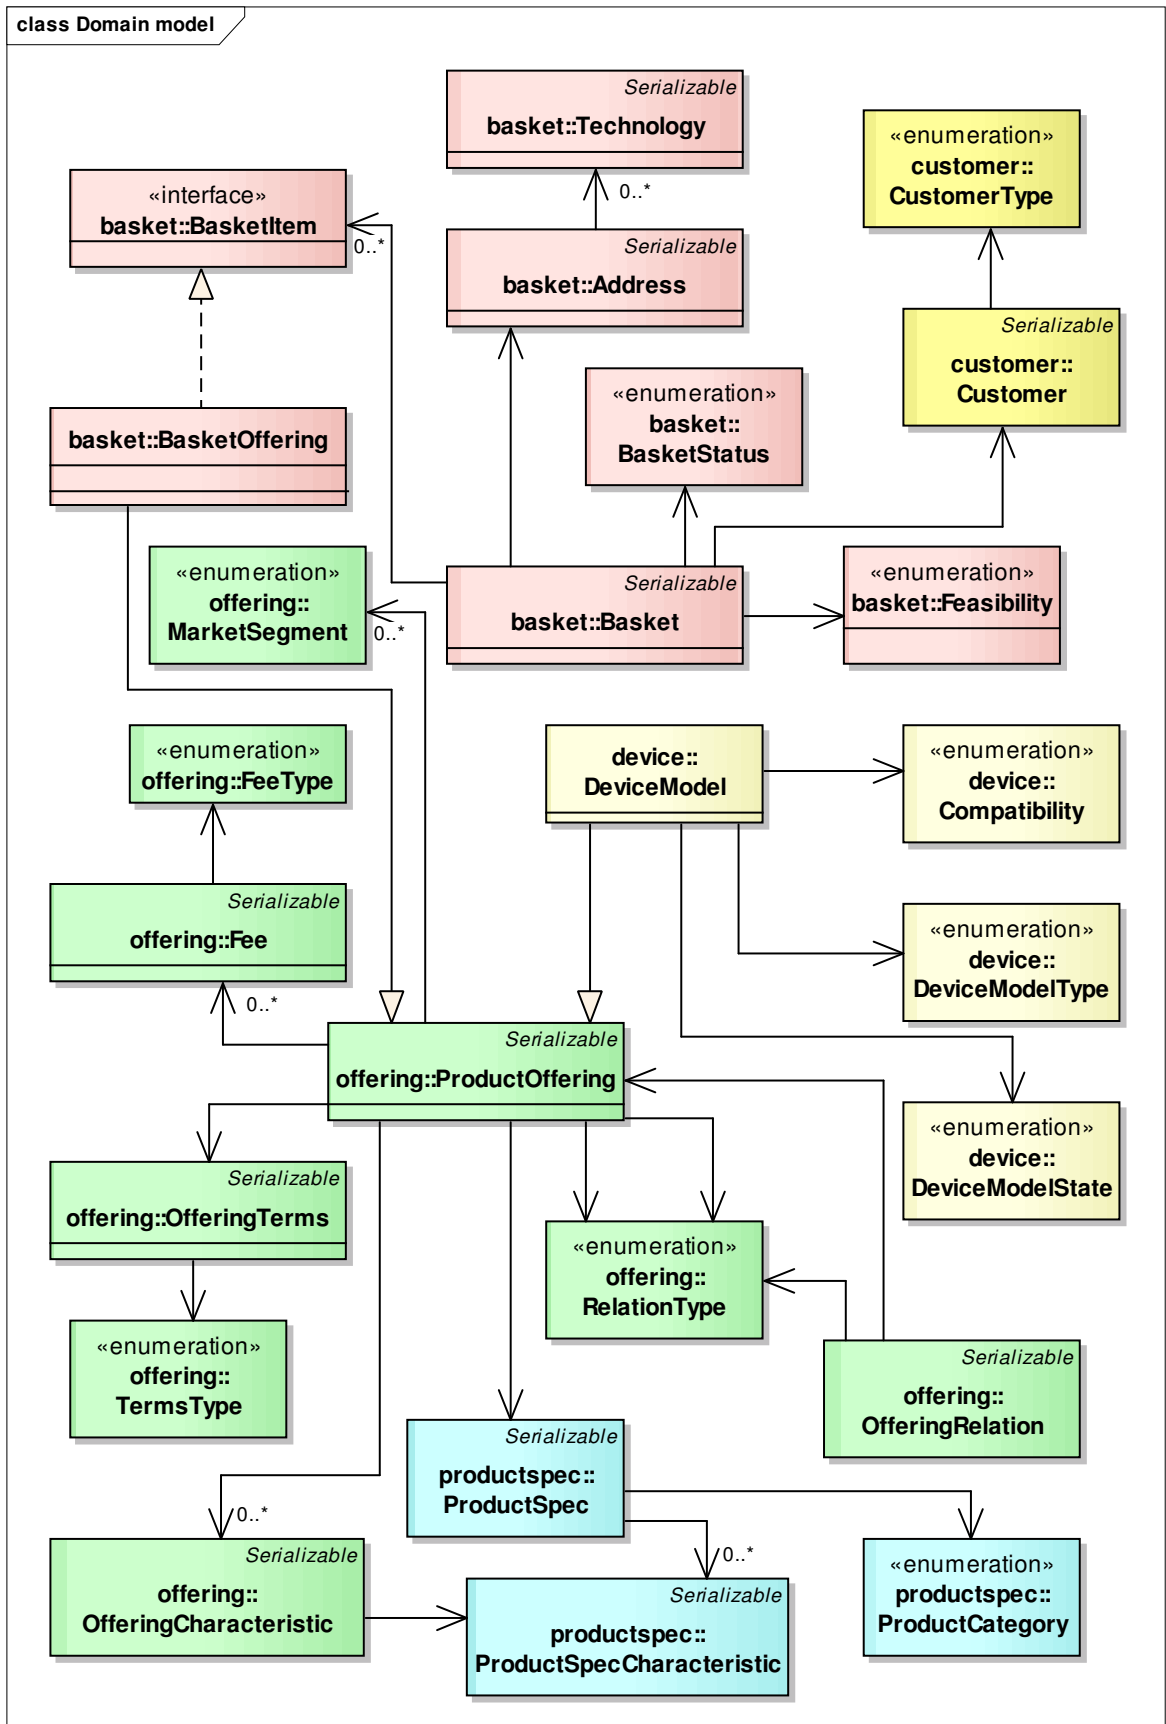 class Domain model
Serializable
basket::Technology
0..*
«enumeration»
customer::
CustomerType
«interface»
basket::BasketItem
0..*
Serializable
basket::Address
Serializable
customer::
Customer
«enumeration»
basket::
BasketStatus
basket::BasketOffering
«enumeration»
offering::
MarketSegment
0..*
Serializable
basket::Basket
«enumeration»
basket::Feasibility
«enumeration»
offering::FeeType
device::
DeviceModel
«enumeration»
device::
Compatibility
Serializable
offering::Fee
0..*
«enumeration»
device::
DeviceModelType
Serializable
offering::ProductOffering
«enumeration»
device::
DeviceModelState
Serializable
offering::OfferingTerms
«enumeration»
offering::
RelationType
«enumeration»
offering::
TermsType
Serializable
offering::
OfferingRelation
Serializable
productspec::
ProductSpec
0..*
0..*
Serializable
offering::
OfferingCharacteristic
Serializable
productspec::
ProductSpecCharacteristic
«enumeration»
productspec::
ProductCategory